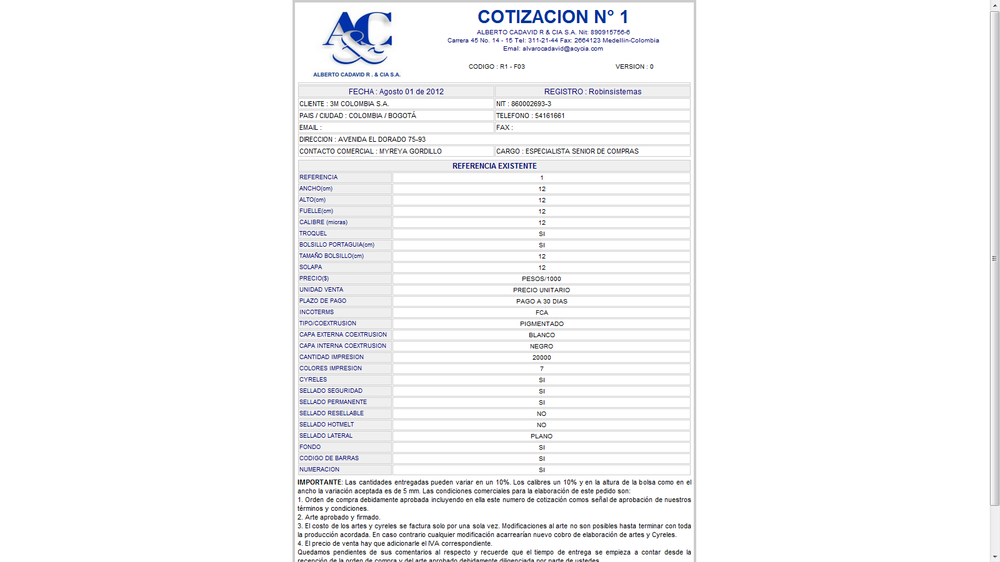 A&C
ALBERTO CADAVID R . & CIA S.A.
COTIZACION N° 1
ALBERTO CADAVID R & CIA S.A. Nit: 890915756-6
Carrera 45 No. 14 - 15 Tel: 311-21-44 Fax: 2664123 Medellin-Colombia
Emal: alvarocadavid@acycia.com
CODIGO : R1 - F03 VERSION : 0
FECHA : Agosto 01 de 2012 REGISTRO : Robinsistemas
CLIENTE : 3M COLOMBIA S.A. NIT : 860002693-3
PAIS / CIUDAD : COLOMBIA / BOGOTÁ TELEFONO : 54161661
EMAIL : FAX :
DIRECCION : AVENIDA EL DORADO 75-93
CONTACTO COMERCIAL : MYREYA GORDILLO CARGO : ESPECIALISTA SENIOR DE COMPRAS
REFERENCIA EXISTENTE
REFERENCIA 1
ANCHO(cm) 12
ALTO(cm) 12
FUELLE(cm) 12
CALIBRE (micras) 12
TROQUEL SI
BOLSILLO PORTAGUIA(cm) SI
TAMAÑO BOLSILLO(cm) 12
SOLAPA 12
PRECIO($) PESOS/1000
UNIDAD VENTA PRECIO UNITARIO
PLAZO DE PAGO PAGO A 30 DIAS
INCOTERMS FCA
TIPO/COEXTRUSION PIGMENTADO
CAPA EXTERNA COEXTRUSION BLANCO
CAPA INTERNA COEXTRUSION NEGRO
CANTIDAD IMPRESION 20000
COLORES IMPRESION 7
CYRELES SI
SELLADO SEGURIDAD SI
SELLADO PERMANENTE SI
SELLADO RESELLABLE NO
SELLADO HOTMELT NO
SELLADO LATERAL PLANO
FONDO SI
CODIGO DE BARRAS SI
NUMERACION SI
IMPORTANTE: Las cantidades entregadas pueden variar en un 10%. Los calibres un 10% y en la altura de la bolsa como en el
ancho la variación aceptada es de 5 mm. Las condiciones comerciales para la elaboración de este pedido son:
1. Orden de compra debidamente aprobada incluyendo en ella este numero de cotización comos señal de aprobación de nuestros
términos y condiciones.
2. Arte aprobado y firmado.
3. El costo de los artes y cyreles se factura solo por una sola vez. Modificaciones al arte no son posibles hasta terminar con toda
la producción acordada. En caso contrario cualquier modificación acarrearían nuevo cobro de elaboración de artes y Cyreles.
4. El precio de venta hay que adicionarle el IVA correspondiente.
Quedamos pendientes de sus comentarios al respecto y recuerde que el tiempo de entrega se empieza a contar desde la
recepción de la orden de compra y del arte aprobado debidamente diligenciada por parte de ustedes.